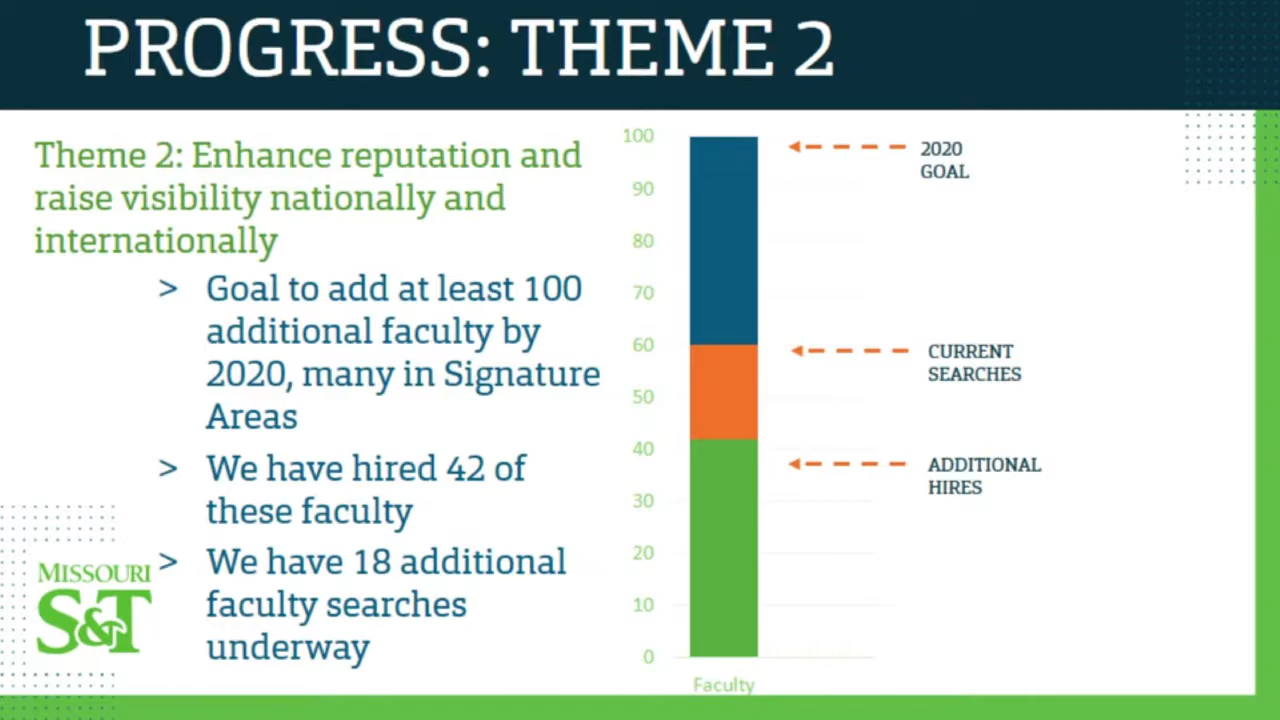 PROGRESS: THEME 2
Theme 2: Enhance reputation and
raise visibility nationally and
internationally
> Goal to add at least 100
additional faculty by
2020, many in Signature
Areas
> We have hired 42 of
these faculty
> We have 18 additional
faculty searches
underway
MISSOURI
S&T
100
90
80
70
60
50
40
30
20
10
0
Faculty
2020
GOAL
CURRENT
SEARCHES
ADDITIONAL
HIRES